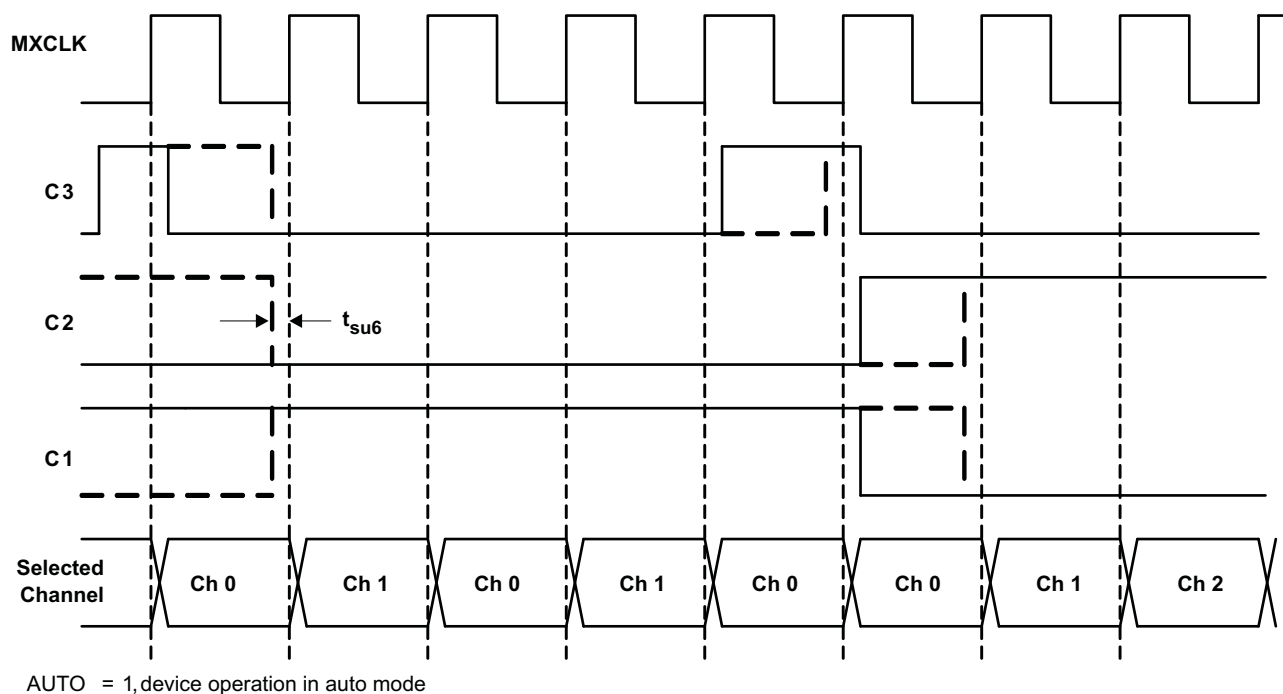 MXCLK
C3
C2
t_su6
C1
Selected
Channel
Ch 0
Ch 1
Ch 0
Ch 1
Ch 0
Ch 0
Ch 1
Ch 2
AUTO = 1, device operation in auto mode